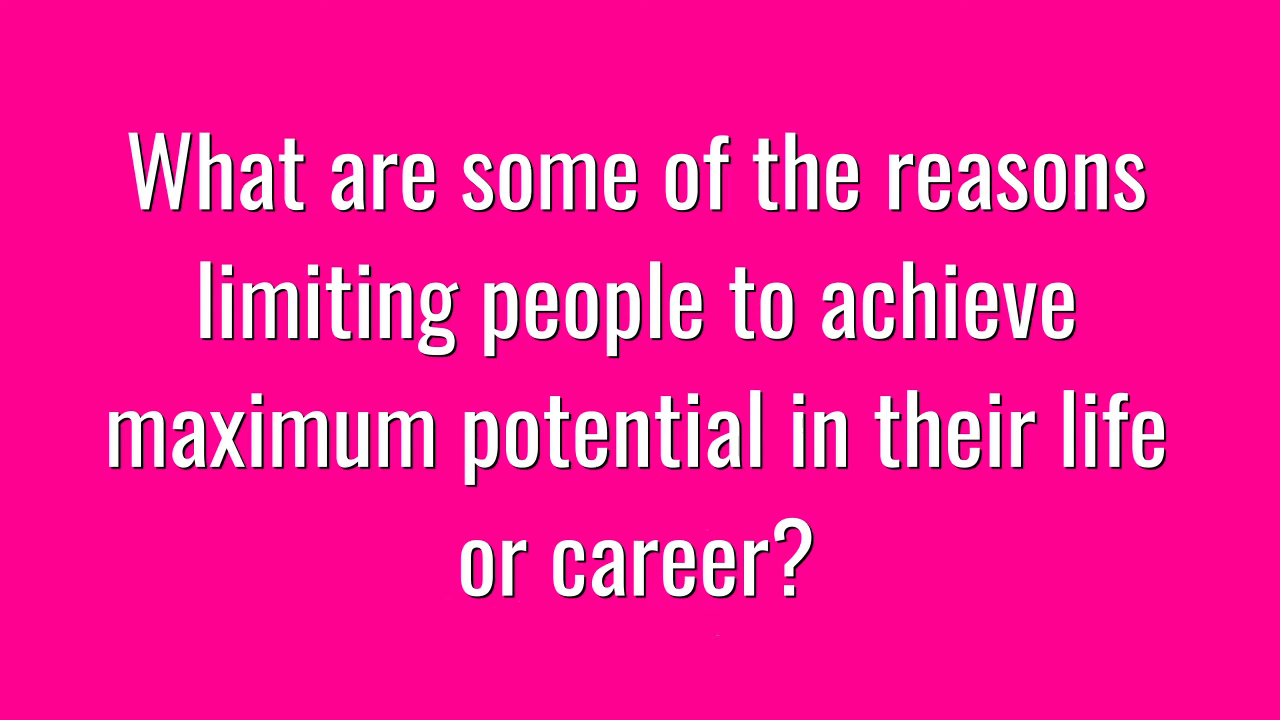 What are some of the reasons
limiting people to achieve
maximum potential in their life
or career?